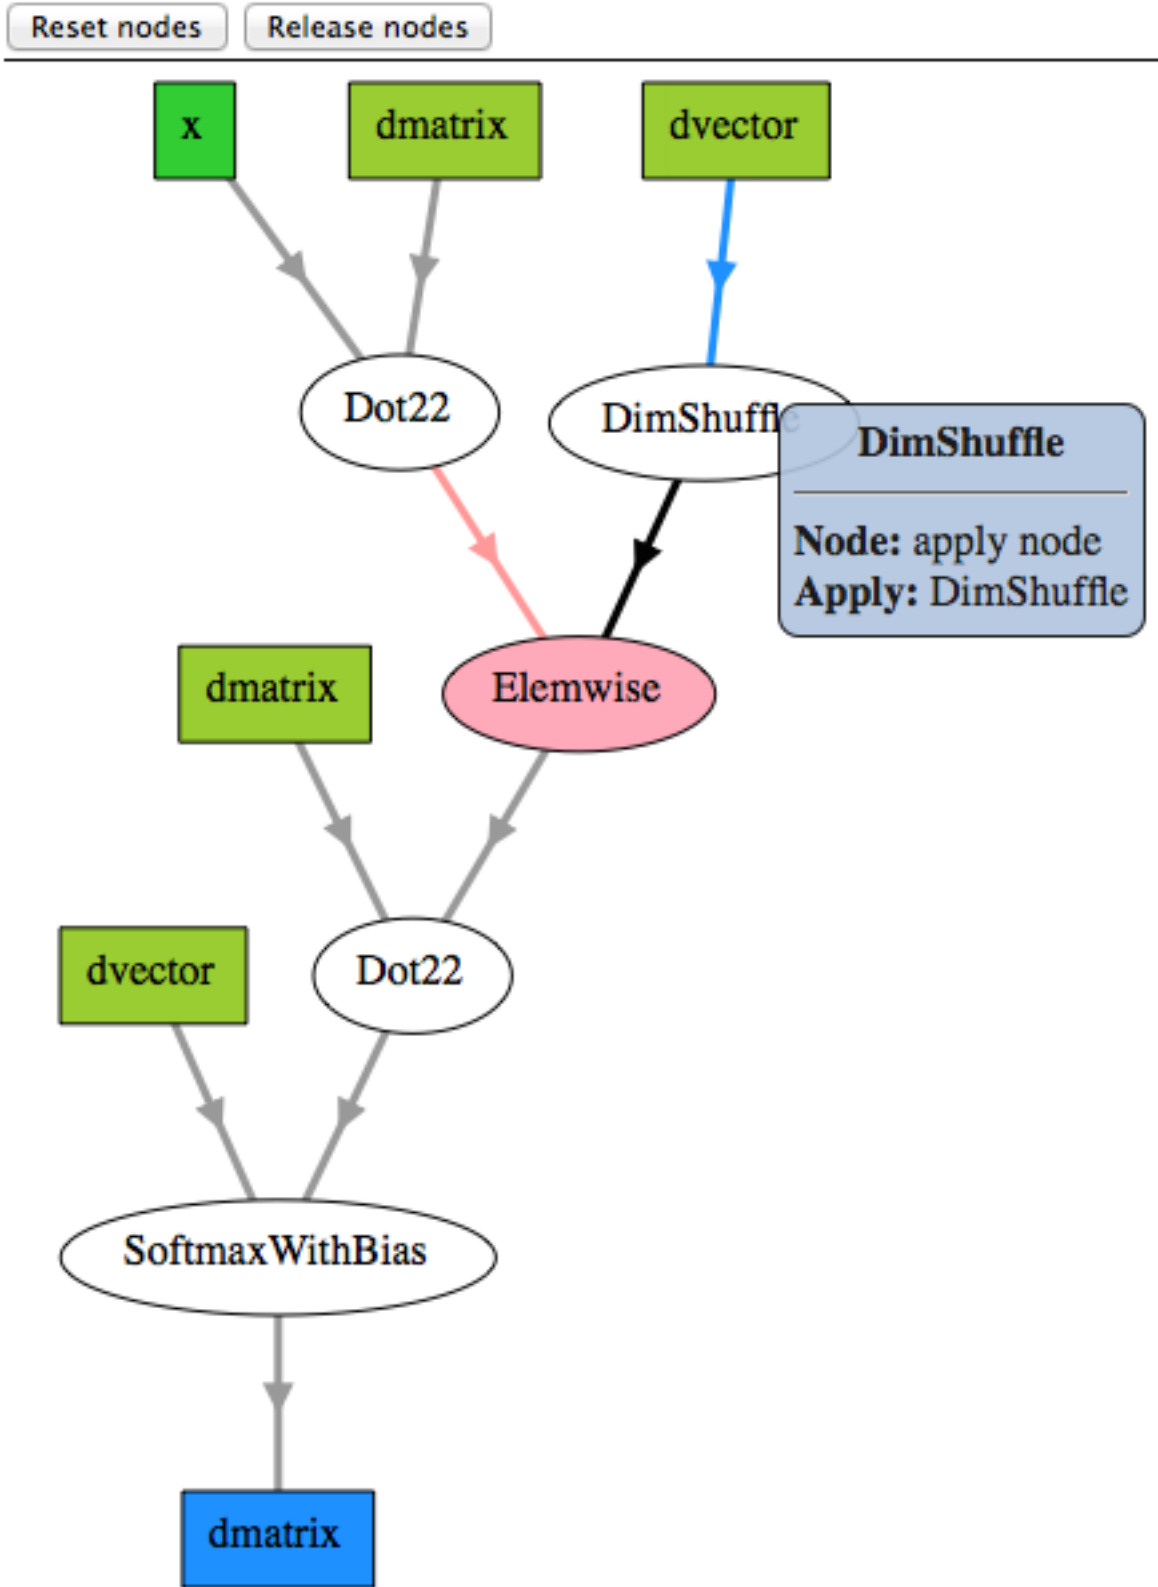 Reset nodes Release nodes
x dmatrix dvector
Dot22 DimShuffle
DimShuffle
Node: apply node
Apply: DimShuffle
dmatrix Elemwise
dvector Dot22
SoftmaxWithBias
dmatrix